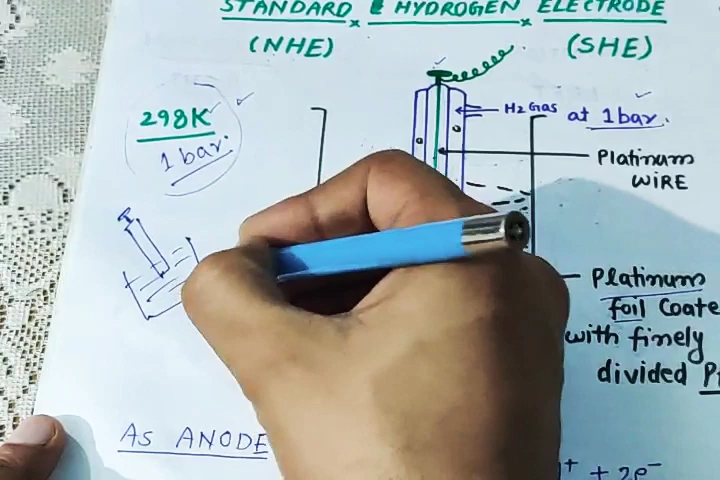 STANDARD & HYDROGEN ELECTRODE
(NHE) (SHE)
298K
1 bar.
H2 Gas at 1 bar.
Platinum
WIRE
Platinum
foil Coate
with finely
divided P
AS ANODE
+ + 2e-